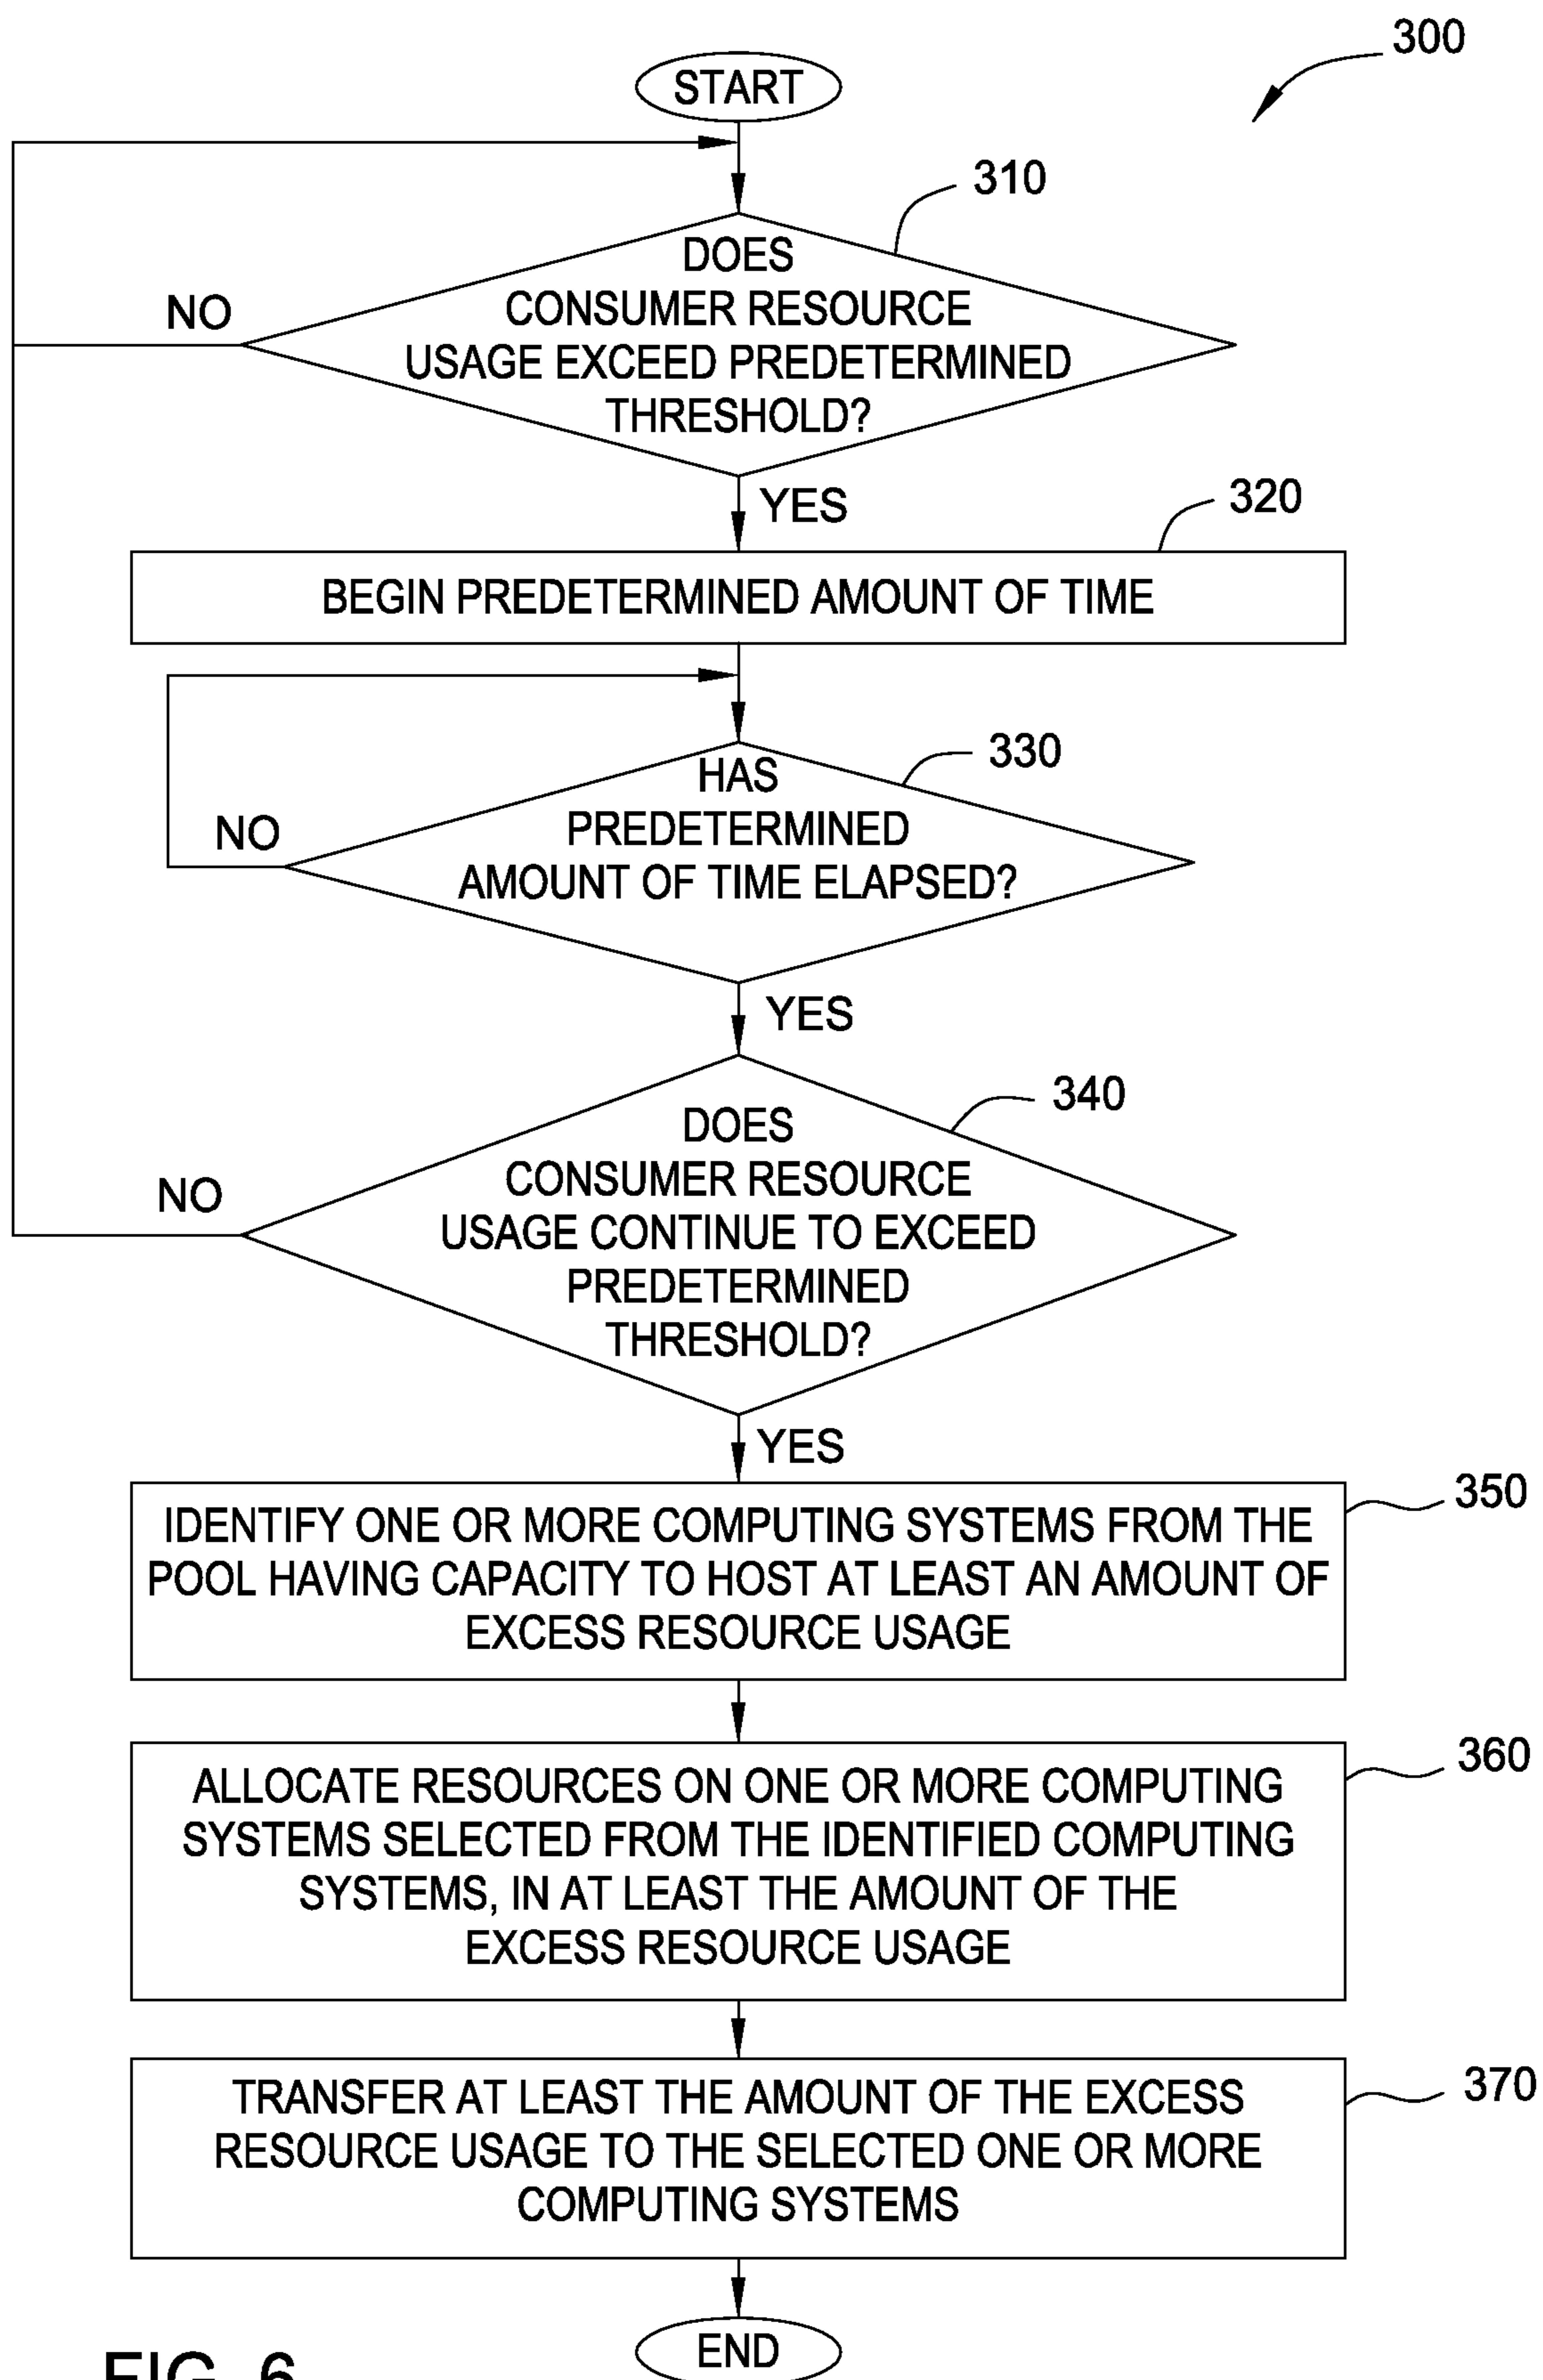 300
START
310
DOES
CONSUMER RESOURCE
USAGE EXCEED PREDETERMINED
THRESHOLD?
NO
YES
320
BEGIN PREDETERMINED AMOUNT OF TIME
330
HAS
PREDETERMINED
AMOUNT OF TIME ELAPSED?
NO
YES
340
DOES
CONSUMER RESOURCE
USAGE CONTINUE TO EXCEED
PREDETERMINED
THRESHOLD?
NO
YES
350
IDENTIFY ONE OR MORE COMPUTING SYSTEMS FROM THE
POOL HAVING CAPACITY TO HOST AT LEAST AN AMOUNT OF
EXCESS RESOURCE USAGE
360
ALLOCATE RESOURCES ON ONE OR MORE COMPUTING
SYSTEMS SELECTED FROM THE IDENTIFIED COMPUTING
SYSTEMS, IN AT LEAST THE AMOUNT OF THE
EXCESS RESOURCE USAGE
370
TRANSFER AT LEAST THE AMOUNT OF THE EXCESS
RESOURCE USAGE TO THE SELECTED ONE OR MORE
COMPUTING SYSTEMS
END
FIG. 6